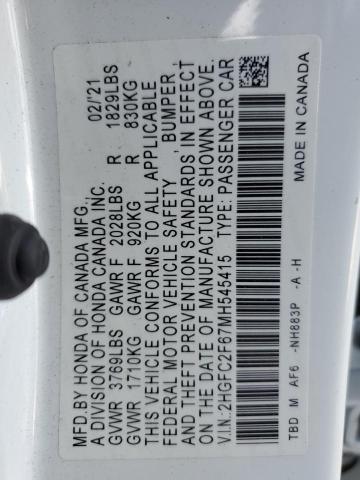 MFD BY HONDA OF CANADA MFG. 02/'21
A DIVISION OF HONDA CANADA INC.
GVWR 3769LBS GAWR F 2028LBS R 1829LBS
GVWR 1710KG GAWR F 920KG R 830KG
THIS VEHICLE CONFORMS TO ALL APPLICABLE
FEDERAL MOTOR VEHICLE SAFETY, BUMPER,
AND THEFT PREVENTION STANDARDS IN EFFECT
ON THE DATE OF MANUFACTURE SHOWN ABOVE.
V.I.N.:2HGFC2F67MH545415 TYPE: PASSENGER CAR
TBD M AF6 -NH883P -A -H MADE IN CANADA